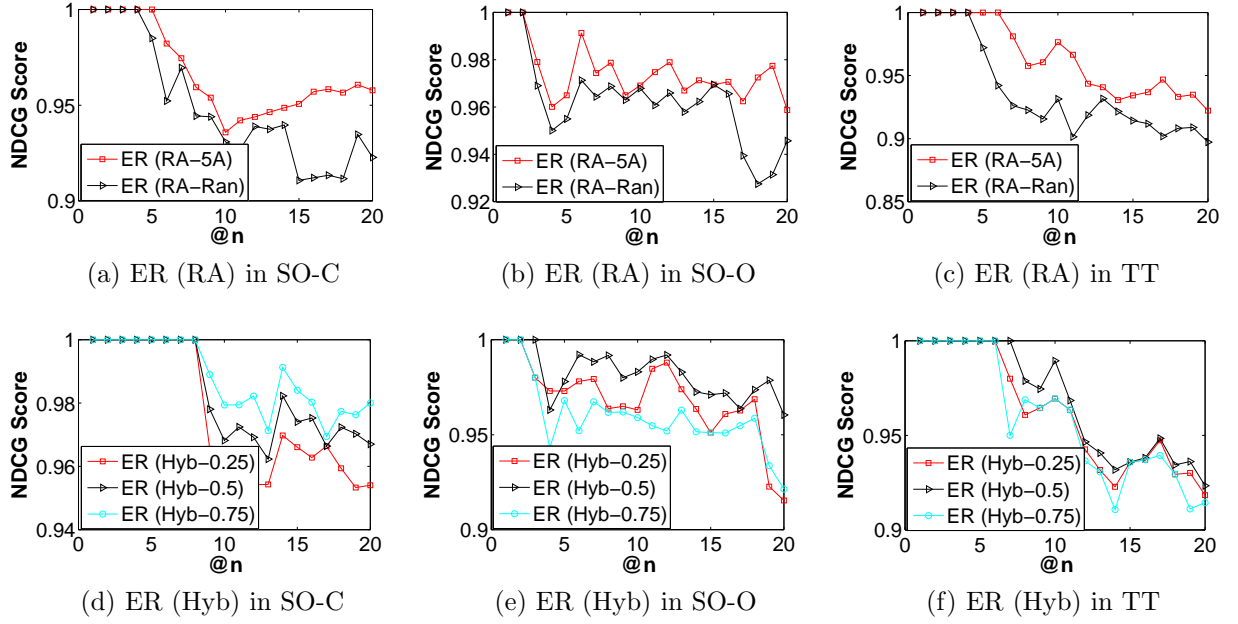 NDCG Score
1
0.95
0.9
ER (RA−5A)
ER (RA−Ran)
0 5 10 15 20
@n
(a) ER (RA) in SO-C
NDCG Score
1
0.98
0.96
0.94
0.92
ER (RA−5A)
ER (RA−Ran)
0 5 10 15 20
@n
(b) ER (RA) in SO-O
NDCG Score
1
0.95
0.9
0.85
ER (RA−5A)
ER (RA−Ran)
0 5 10 15 20
@n
(c) ER (RA) in TT
NDCG Score
1
0.98
0.96
0.94
ER (Hyb−0.25)
ER (Hyb−0.5)
ER (Hyb−0.75)
0 5 10 15 20
@n
(d) ER (Hyb) in SO-C
NDCG Score
1
0.95
0.9
ER (Hyb−0.25)
ER (Hyb−0.5)
ER (Hyb−0.75)
0 5 10 15 20
@n
(e) ER (Hyb) in SO-O
NDCG Score
1
0.95
0.9
ER (Hyb−0.25)
ER (Hyb−0.5)
ER (Hyb−0.75)
0 5 10 15 20
@n
(f) ER (Hyb) in TT